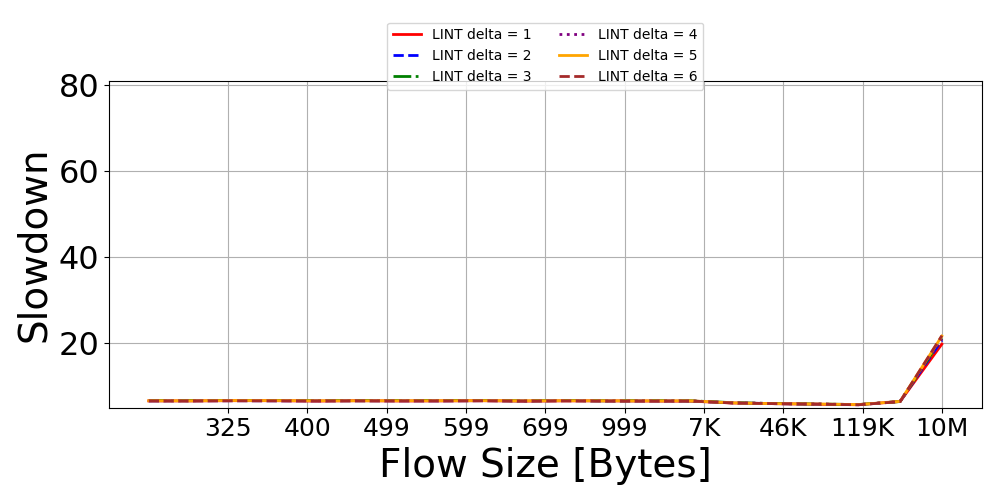 LINT delta = 1
LINT delta = 2
LINT delta = 3
LINT delta = 4
LINT delta = 5
LINT delta = 6
80
60
40
20
Slowdown
325 400 499 599 699 999 7K 46K 119K 10M
Flow Size [Bytes]